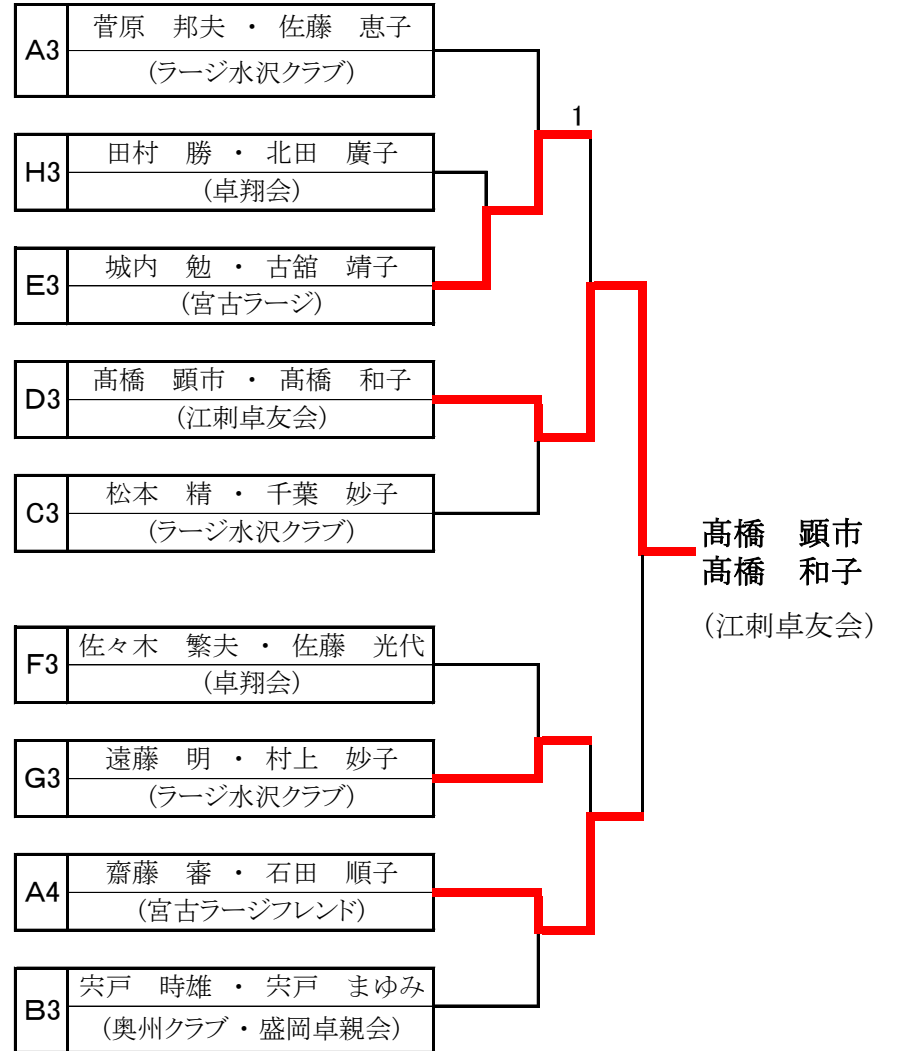 A3
菅原　邦夫 ・ 佐藤　恵子
(ラージ水沢クラブ)
1
H3
田村　勝 ・ 北田　廣子
(卓翔会)
E3
城内　勉 ・ 古舘　靖子
(宮古ラージ)
D3
髙橋　顕市 ・ 髙橋　和子
(江刺卓友会)
C3
松本　精 ・ 千葉　妙子
(ラージ水沢クラブ)
髙橋　顕市
髙橋　和子
(江刺卓友会)
F3
佐々木　繁夫 ・ 佐藤　光代
(卓翔会)
G3
遠藤　明 ・ 村上　妙子
(ラージ水沢クラブ)
A4
齋藤　審 ・ 石田　順子
(宮古ラージフレンド)
B3
宍戸　時雄 ・ 宍戸　まゆみ
(奥州クラブ・盛岡卓親会)